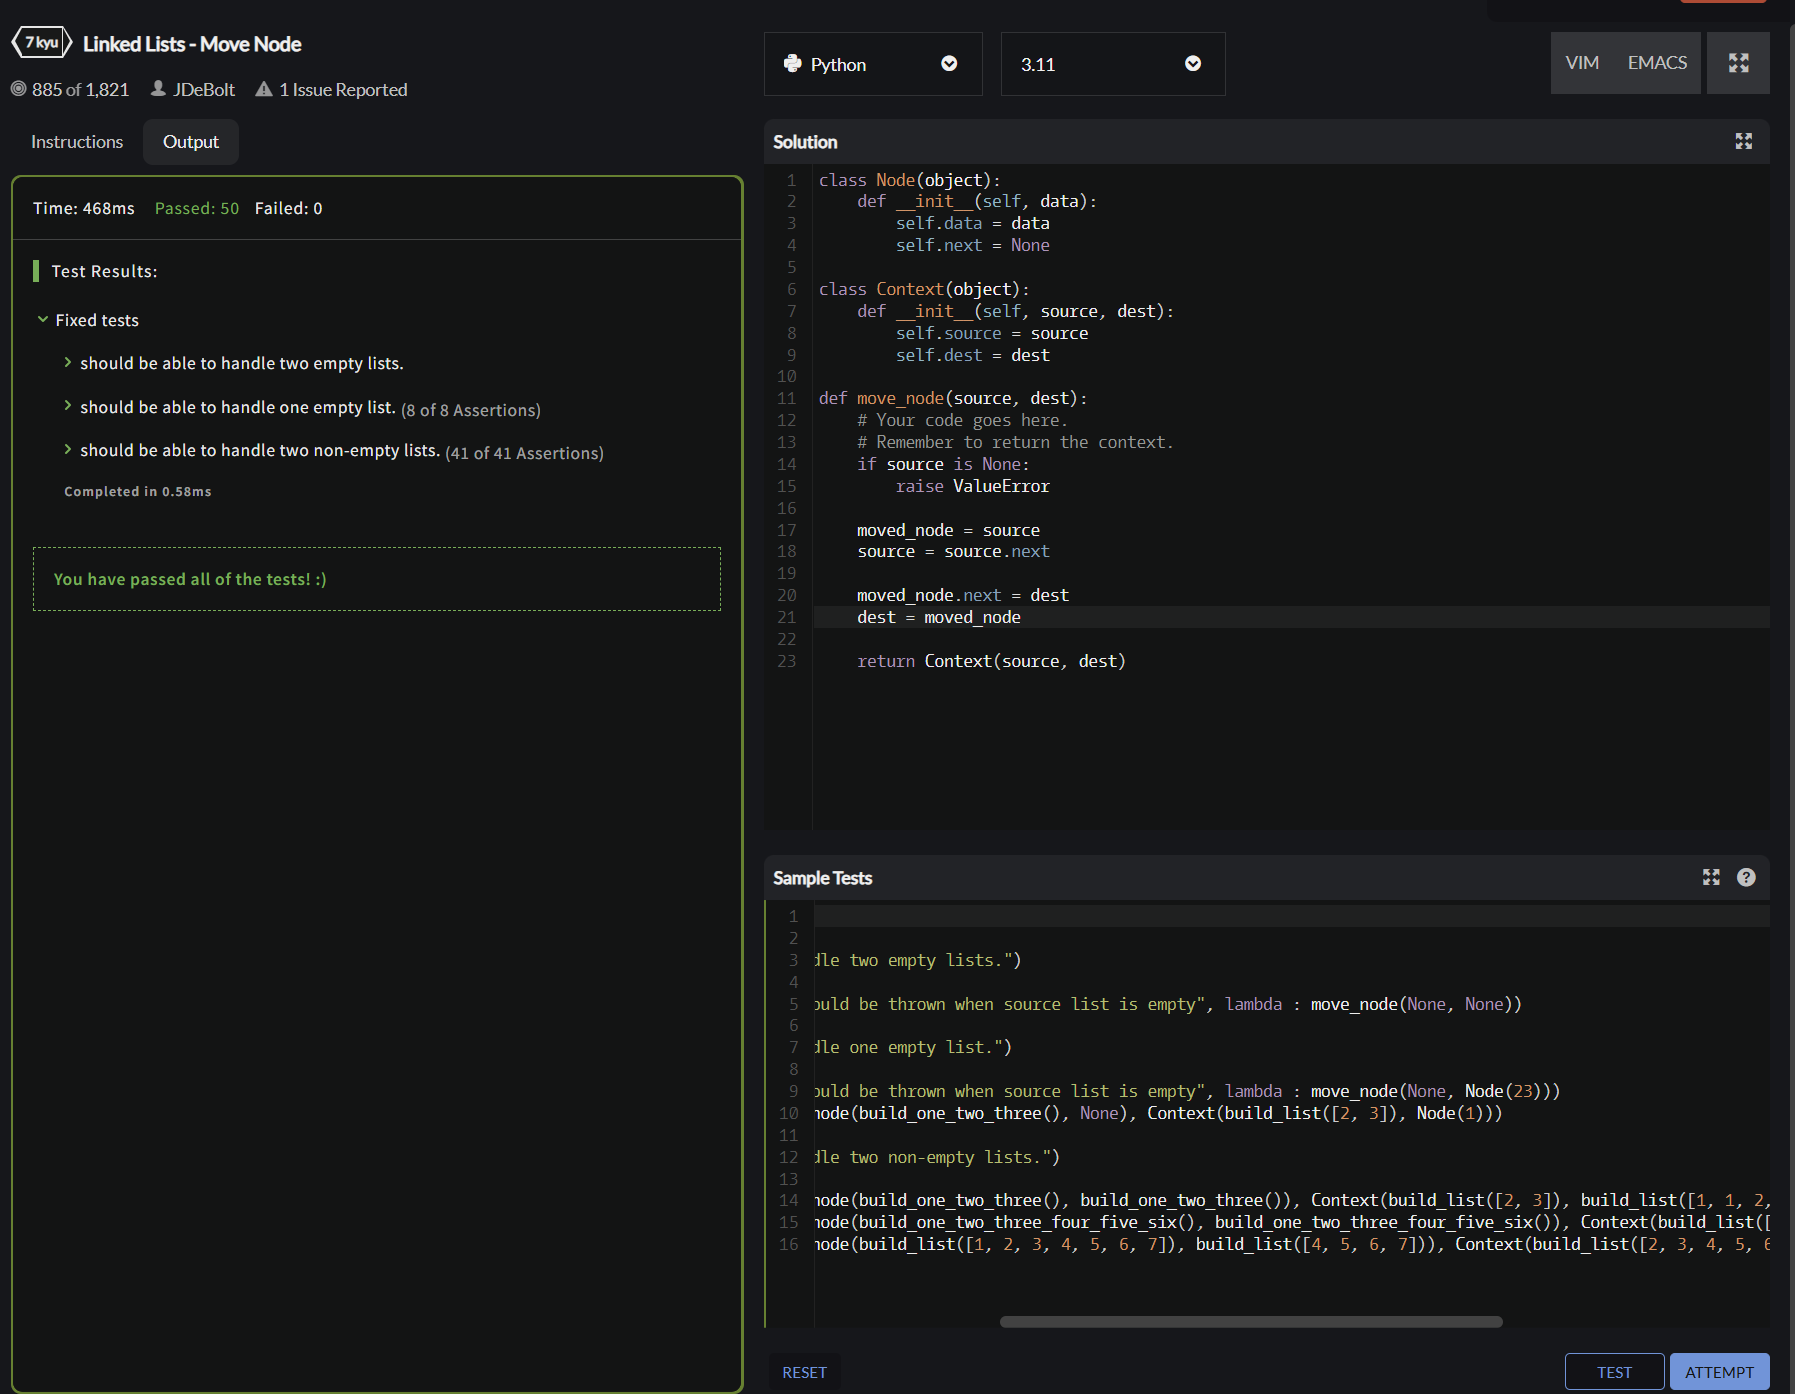 7 kyu Linked Lists - Move Node
885 of 1,821 JDeBolt 1 Issue Reported
Instructions Output
Time: 468ms Passed: 50 Failed: 0
Test Results:
Fixed tests
should be able to handle two empty lists.
should be able to handle one empty list. (8 of 8 Assertions)
should be able to handle two non-empty lists. (41 of 41 Assertions)
Completed in 0.58ms
You have passed all of the tests! :)
Python 3.11 VIM EMACS
Solution
1 class Node(object):
2 def __init__(self, data):
3 self.data = data
4 self.next = None
5
6 class Context(object):
7 def __init__(self, source, dest):
8 self.source = source
9 self.dest = dest
10
11 def move_node(source, dest):
12 # Your code goes here.
13 # Remember to return the context.
14 if source is None:
15 raise ValueError
16
17 moved_node = source
18 source = source.next
19
20 moved_node.next = dest
21 dest = moved_node
22
23 return Context(source, dest)
Sample Tests ?
1
2
3 dle two empty lists.")
4
5 ould be thrown when source list is empty", lambda : move_node(None, None))
6
7 dle one empty list.")
8
9 ould be thrown when source list is empty", lambda : move_node(None, Node(23)))
10 node(build_one_two_three(), None), Context(build_list([2, 3]), Node(1)))
11
12 dle two non-empty lists.")
13
14 node(build_one_two_three(), build_one_two_three()), Context(build_list([2, 3]), build_list([1, 1, 2,
15 node(build_one_two_three_four_five_six(), build_one_two_three_four_five_six()), Context(build_list([
16 node(build_list([1, 2, 3, 4, 5, 6, 7]), build_list([4, 5, 6, 7])), Context(build_list([2, 3, 4, 5, 6
RESET TEST ATTEMPT